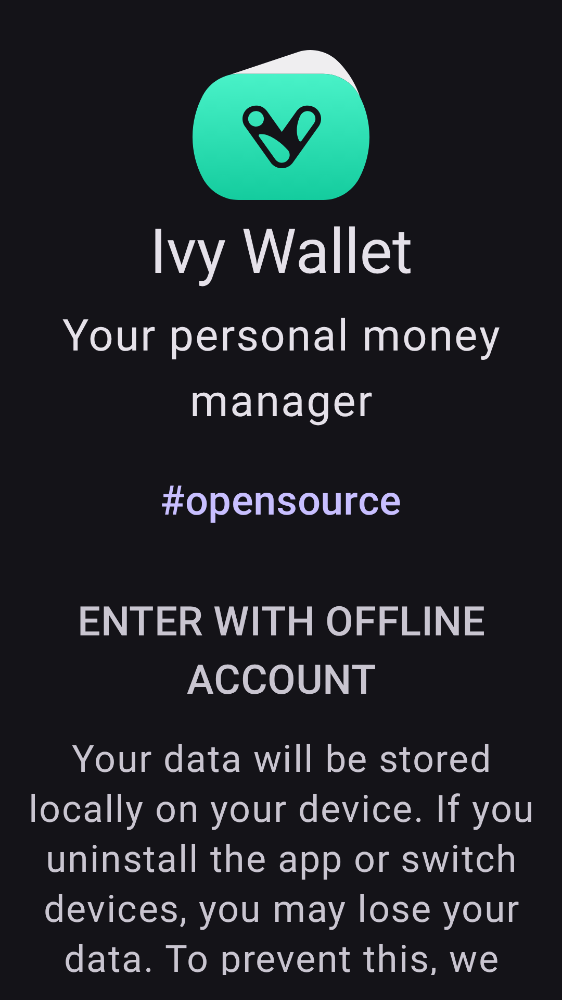 Ivy Wallet
Your personal money
manager
#opensource
ENTER WITH OFFLINE
ACCOUNT
Your data will be stored
locally on your device. If you
uninstall the app or switch
devices, you may lose your
data. To prevent this, we